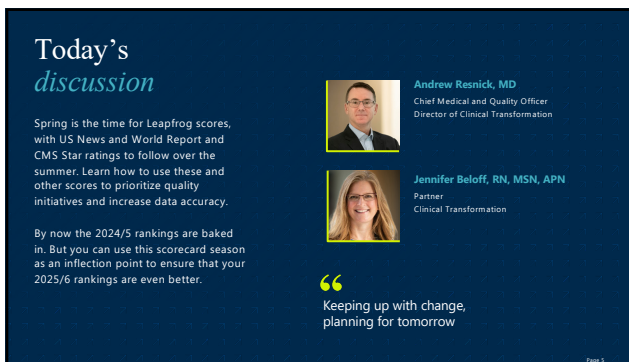 Today's
discussion
Spring is the time for Leapfrog scores,
with US News and World Report and
CMS Star ratings to follow over the
summer. Learn how to use these and
other scores to prioritize quality
initiatives and increase data accuracy.
By now the 2024/5 rankings are baked
in. But you can use this scorecard season
as an inflection point to ensure that your
2025/6 rankings are even better.
Andrew Resnick, MD
Chief Medical and Quality Officer
Director of Clinical Transformation
Jennifer Beloff, RN, MSN, APN
Partner
Clinical Transformation
“
Keeping up with change,
planning for tomorrow
Page 5